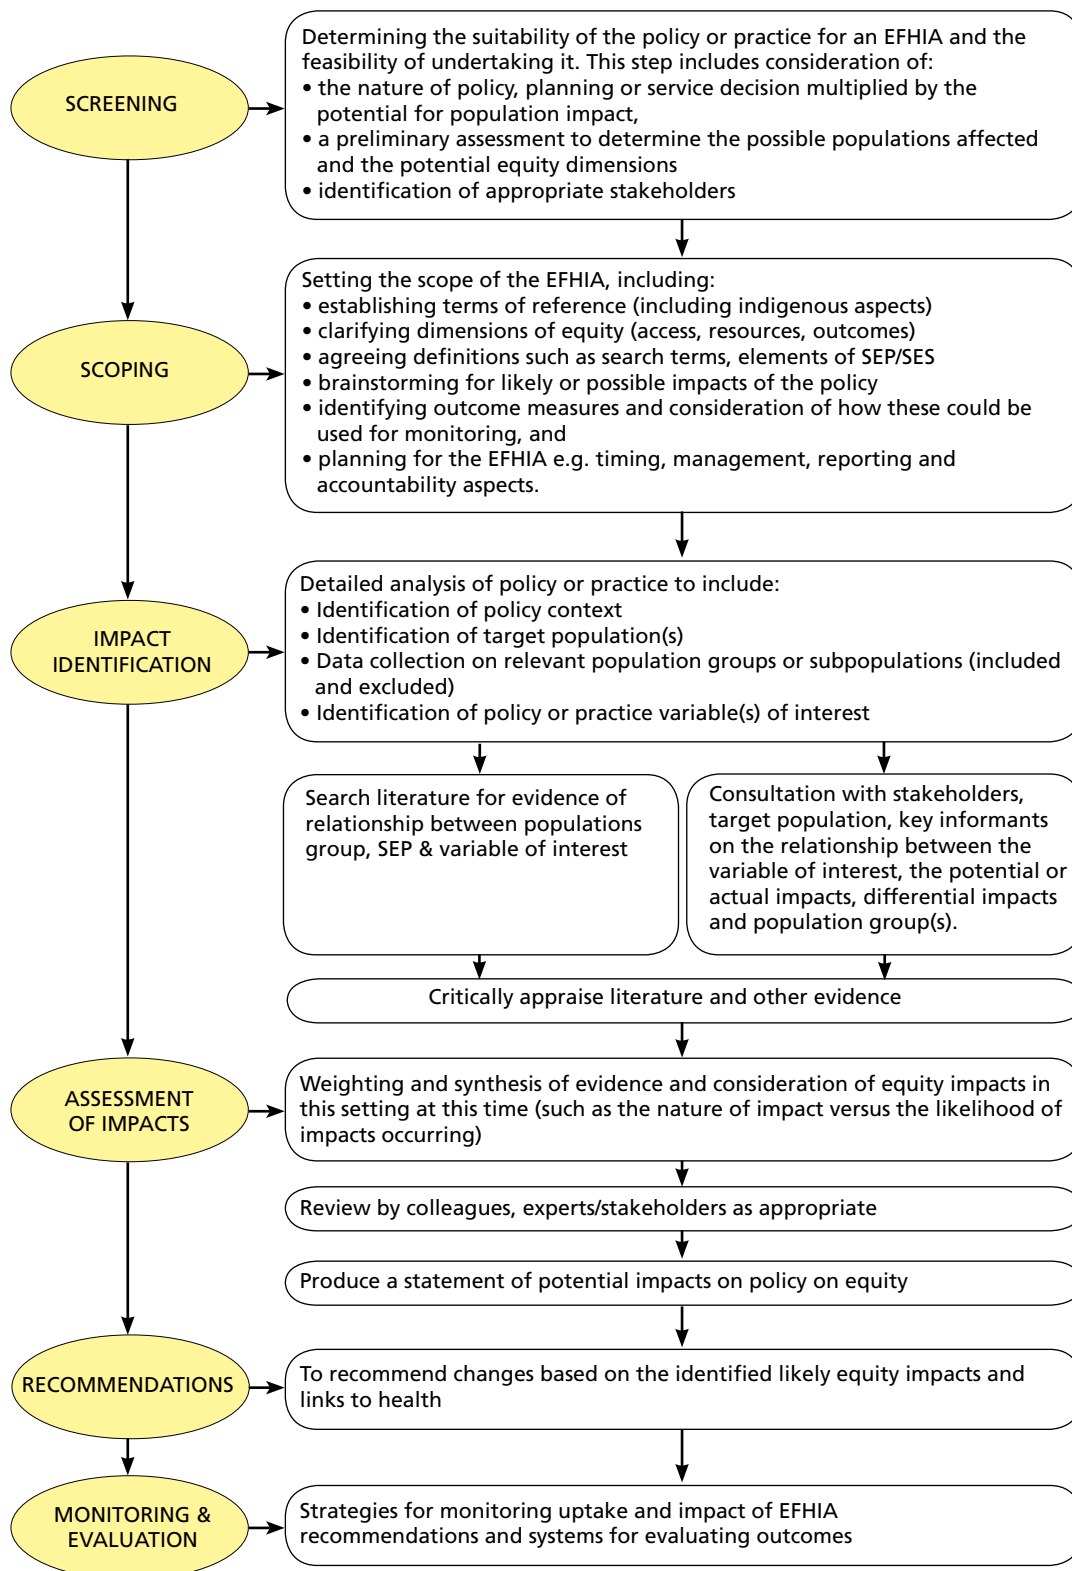 SCREENING
Determining the suitability of the policy or practice for an EFHIA and the
feasibility of undertaking it. This step includes consideration of:
• the nature of policy, planning or service decision multiplied by the
potential for population impact,
• a preliminary assessment to determine the possible populations affected
and the potential equity dimensions
• identification of appropriate stakeholders
SCOPING
Setting the scope of the EFHIA, including:
• establishing terms of reference (including indigenous aspects)
• clarifying dimensions of equity (access, resources, outcomes)
• agreeing definitions such as search terms, elements of SEP/SES
• brainstorming for likely or possible impacts of the policy
• identifying outcome measures and consideration of how these could be
used for monitoring, and
• planning for the EFHIA e.g. timing, management, reporting and
accountability aspects.
IMPACT
IDENTIFICATION
Detailed analysis of policy or practice to include:
• Identification of policy context
• Identification of target population(s)
• Data collection on relevant population groups or subpopulations (included
and excluded)
• Identification of policy or practice variable(s) of interest
Search literature for evidence of
relationship between populations
group, SEP & variable of interest
Consultation with stakeholders,
target population, key informants
on the relationship between the
variable of interest, the potential or
actual impacts, differential impacts
and population group(s).
Critically appraise literature and other evidence
ASSESSMENT
OF IMPACTS
Weighting and synthesis of evidence and consideration of equity impacts in
this setting at this time (such as the nature of impact versus the likelihood of
impacts occurring)
Review by colleagues, experts/stakeholders as appropriate
Produce a statement of potential impacts on policy on equity
RECOMMENDATIONS
To recommend changes based on the identified likely equity impacts and
links to health
MONITORING &
EVALUATION
Strategies for monitoring uptake and impact of EFHIA
recommendations and systems for evaluating outcomes